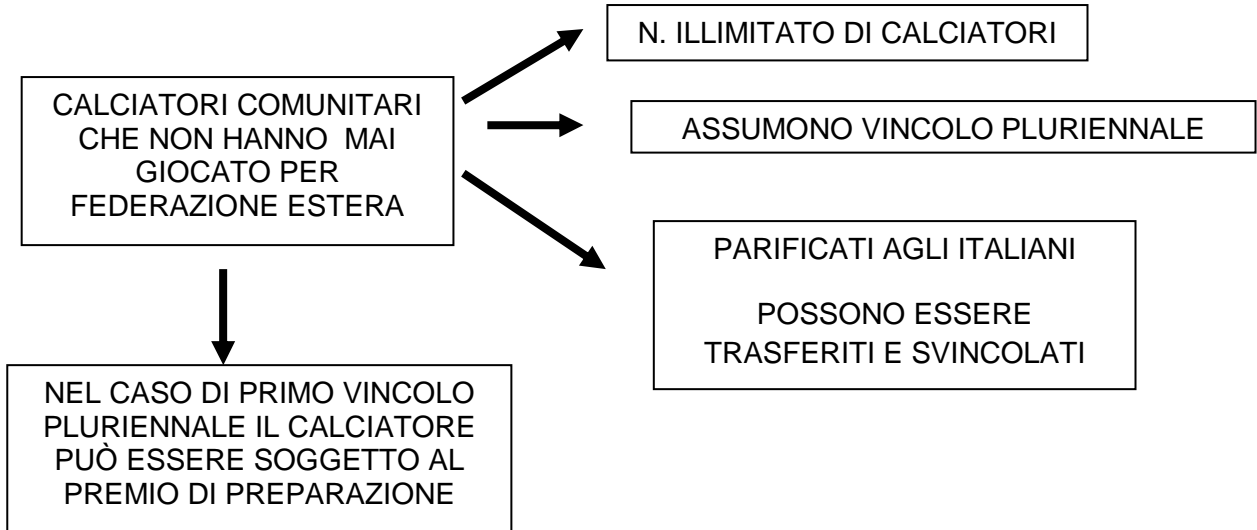 N. ILLIMITATO DI CALCIATORI
CALCIATORI COMUNITARI
CHE NON HANNO MAI
GIOCATO PER
FEDERAZIONE ESTERA
ASSUMONO VINCOLO PLURIENNALE
PARIFICATI AGLI ITALIANI
POSSONO ESSERE
TRASFERITI E SVINCOLATI
NEL CASO DI PRIMO VINCOLO
PLURIENNALE IL CALCIATORE
PUÒ ESSERE SOGGETTO AL
PREMIO DI PREPARAZIONE